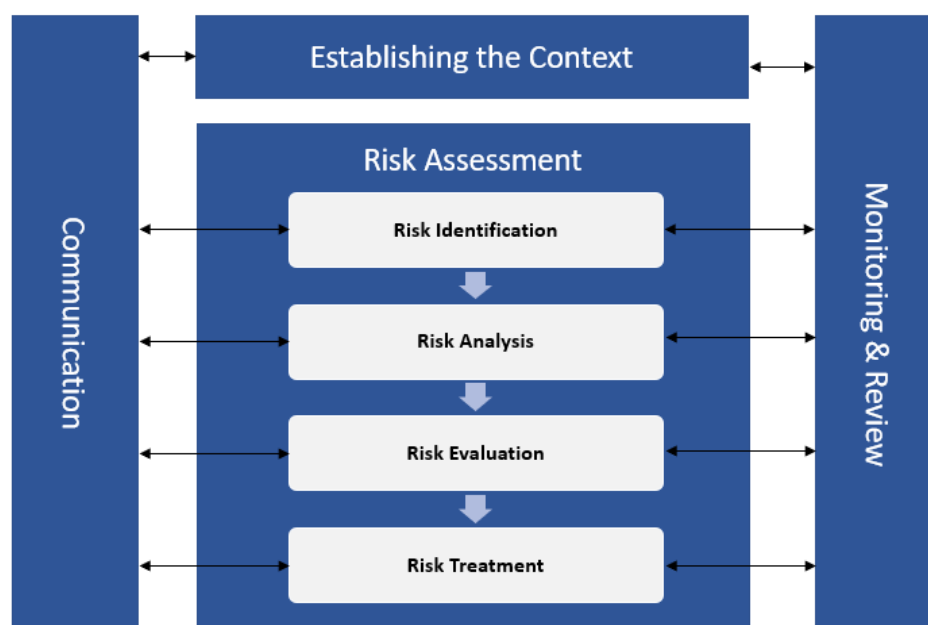 Establishing the Context
Risk Assessment
Communication
Risk Identification
Risk Analysis
Risk Evaluation
Risk Treatment
Monitoring & Review